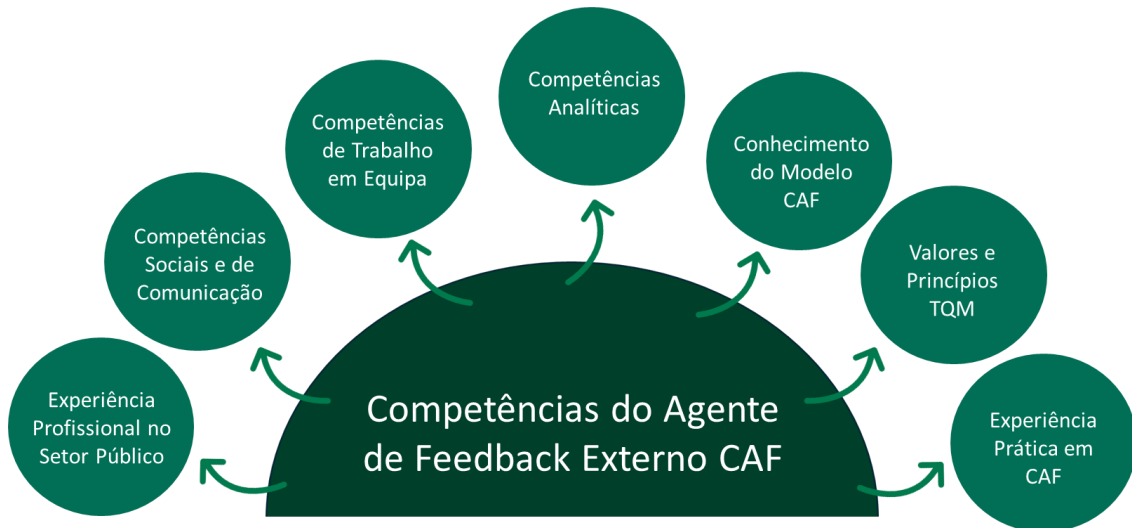 Experiência
Profissional no
Setor Público
Competências
Sociais e de
Comunicação
Competências
de Trabalho
em Equipa
Competências
Analíticas
Conhecimento
do Modelo
CAF
Valores e
Princípios
TQM
Experiência
Prática em
CAF
Competências do Agente
de Feedback Externo CAF